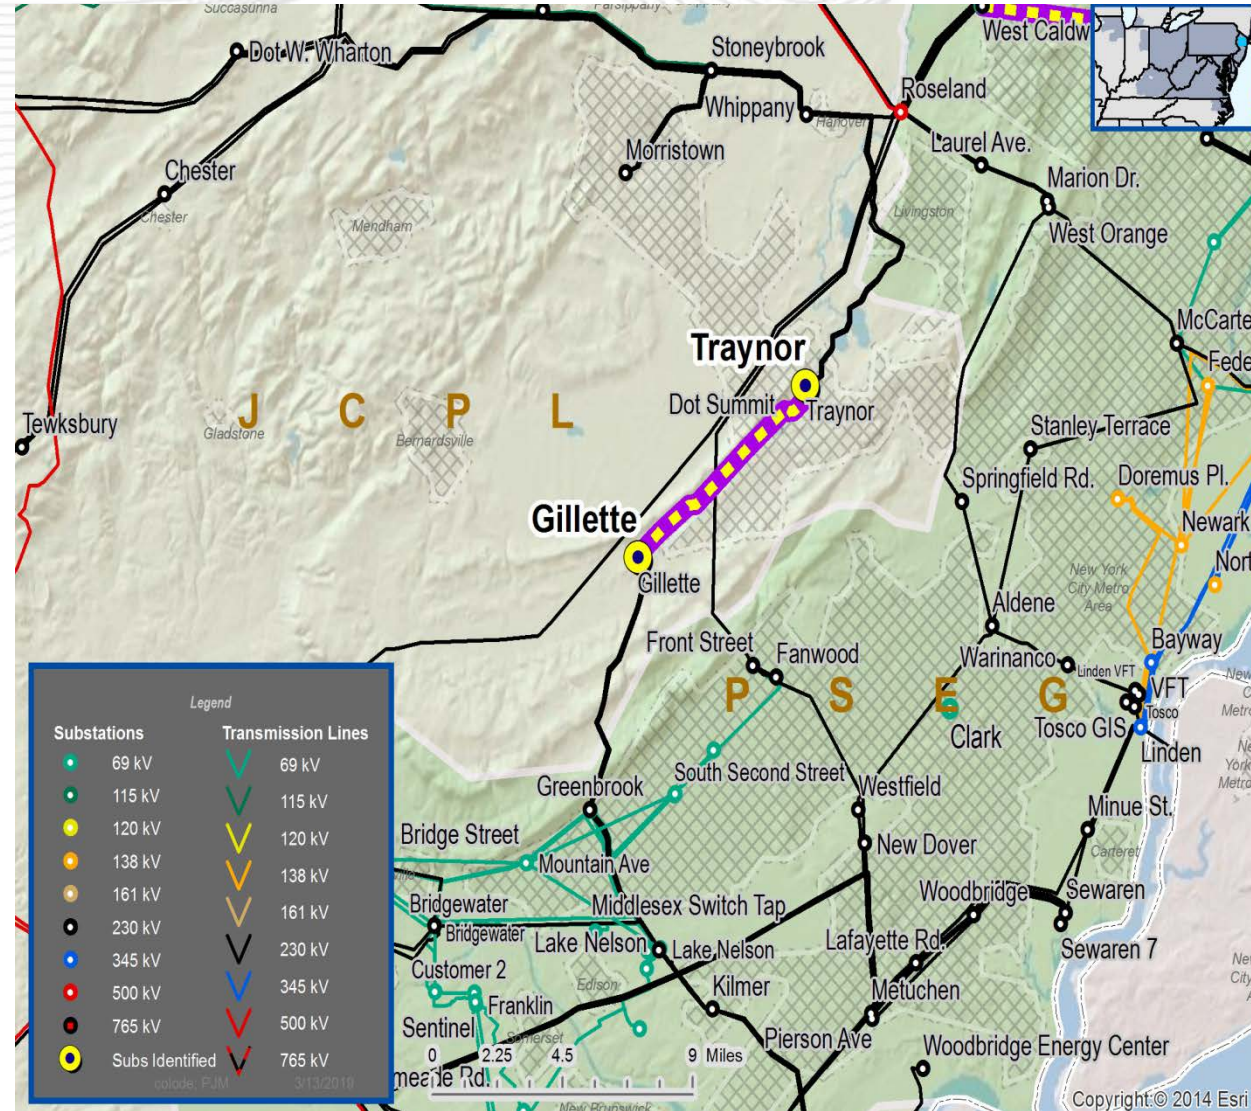 Succasunna
Parsippany
West Caldw
Dot W. Wharton
Stoneybrook
Roseland
Whippany
Hanover
Laurel Ave.
Morristown
Chester
Chester
Marion Dr.
Mendham
Livingston
West Orange
McCarte
Traynor
Fede
J C P L
Dot Summit
Traynor
Tewksbury
Gladstone
Bernardsville
Stanley Terrace
Springfield Rd.
Doremus Pl.
Gillette
Newark
Nort
Gillette
New York
City Metro
Area
Aldene
Front Street
Fanwood
Warinanco
Linden VFT
Bayway
VFT
P S E G
Tosco
Clark
Tosco GIS
Linden
Greenbrook
South Second Street
Westfield
Minue St.
Bridge Street
New Dover
Carteret
Mountain Ave
Woodbridge
Sewaren
Bridgewater
Middlesex Switch Tap
Bridgewater
Lake Nelson
Lake Nelson
Lafayette Rd.
Sewaren 7
Customer 2
Edison
Franklin
Kilmer
Metuchen
Sentinel
Somerset
Pierson Ave
Woodbridge Energy Center
0 2.25 4.5 9 Miles
meade Rd.
New Brunswick
Copyright:© 2014 Esri
Legend
Substations
69 kV
115 kV
120 kV
138 kV
161 kV
230 kV
345 kV
500 kV
765 kV
Subs Identified
Transmission Lines
69 kV
115 kV
120 kV
138 kV
161 kV
230 kV
345 kV
500 kV
765 kV
colode, PJM 3/13/2019